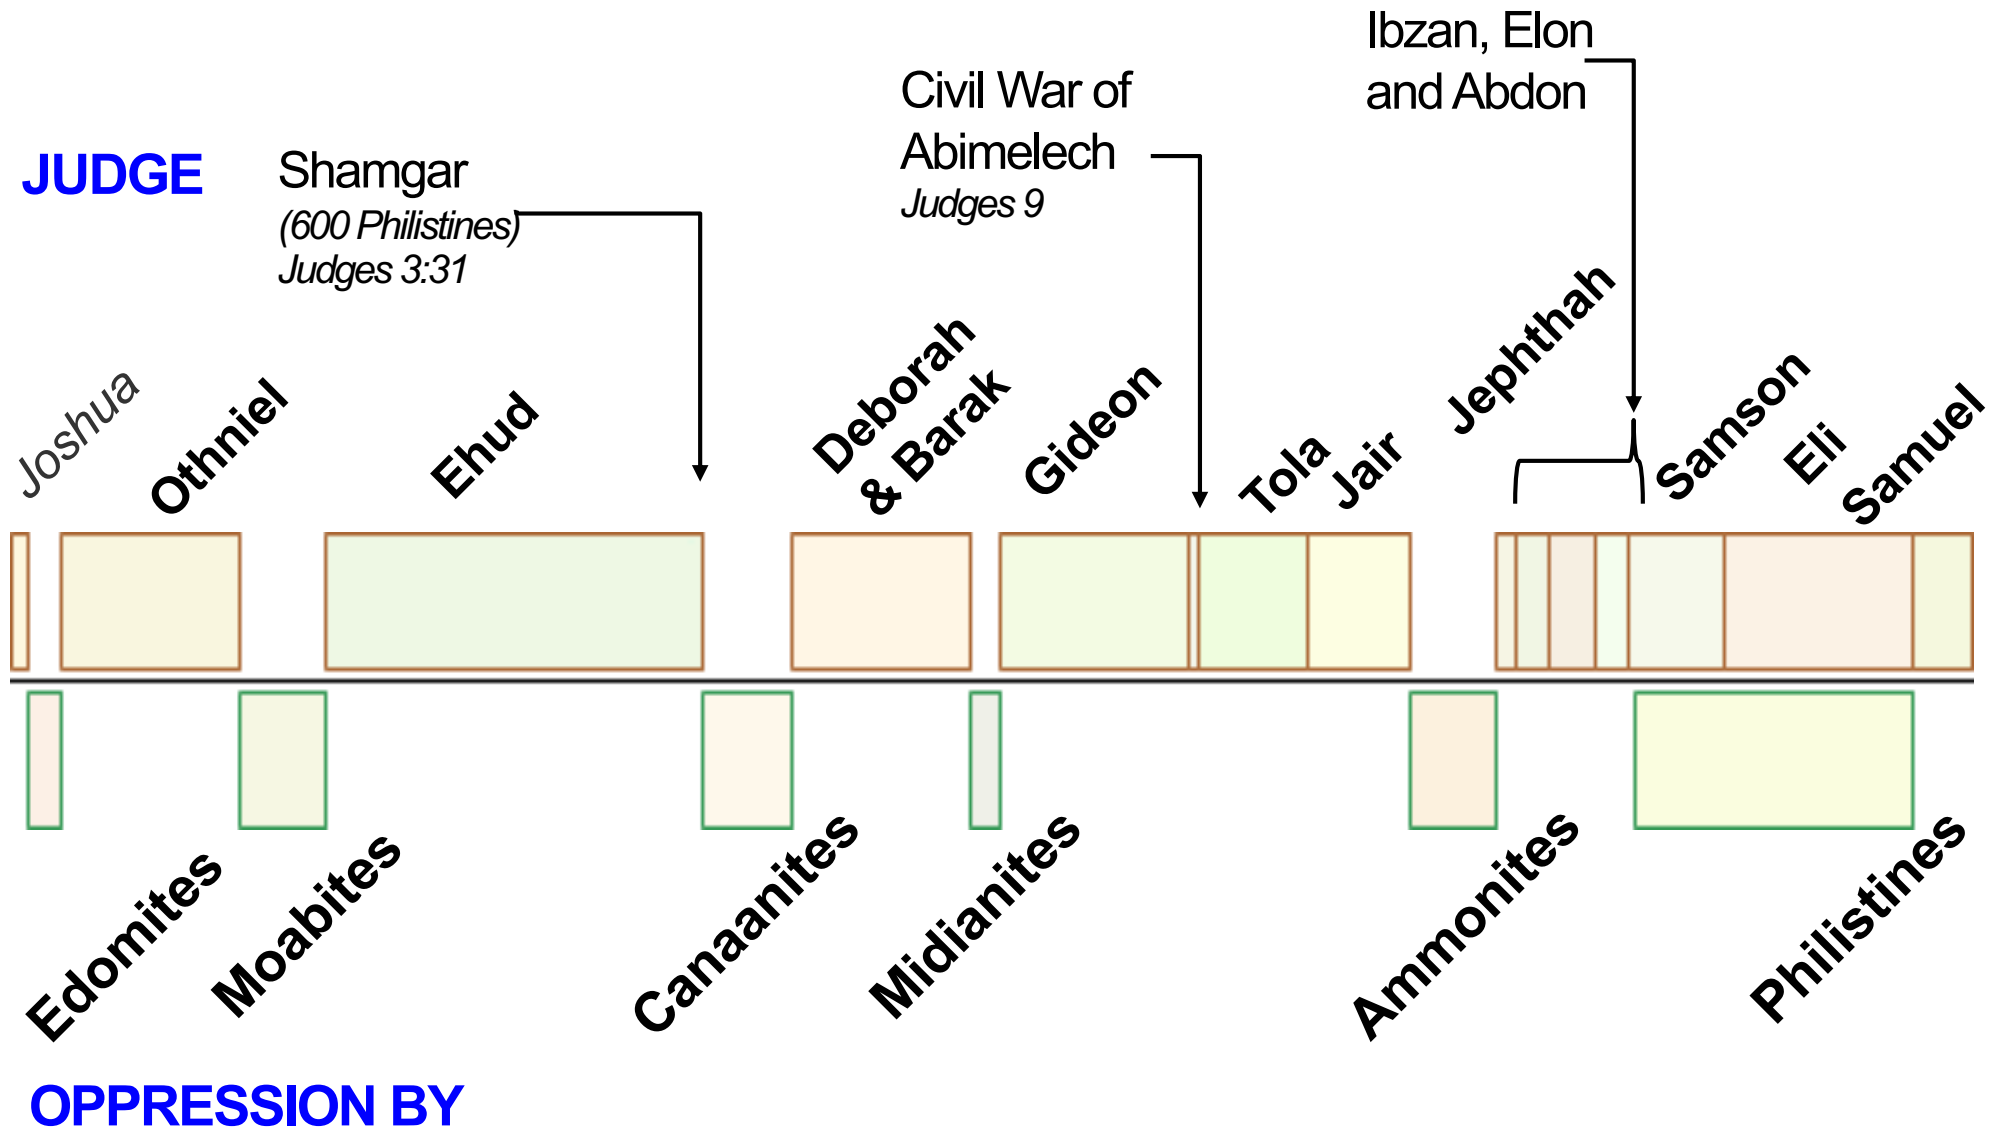 Ibzan, Elon
and Abdon
Civil War of
Abimelech
Judges 9
JUDGE
Shamgar
(600 Philistines)
Judges 3:31
Joshua
Othniel
Ehud
Deborah
& Barak
Gideon
Tola
Jair
Jephthah
Samson
Eli
Samuel
Edomites
Moabites
Canaanites
Midianites
Ammonites
Philistines
OPPRESSION BY